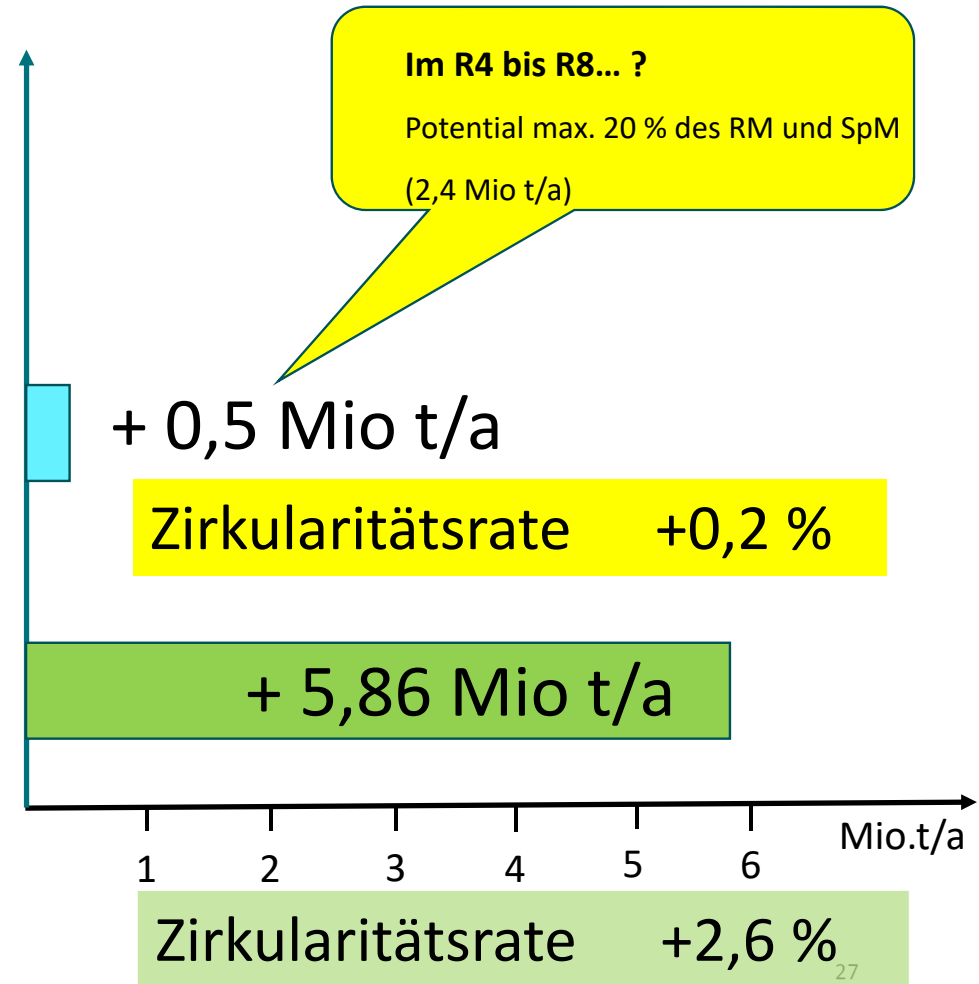 Im R4 bis R8... ?
Potential max. 20 % des RM und SpM
(2,4 Mio t/a)
+ 0,5 Mio t/a
Zirkularitätsrate +0,2 %
+ 5,86 Mio t/a
Mio.t/a
1 2 3 4 5 6
Zirkularitätsrate +2,6 %
27